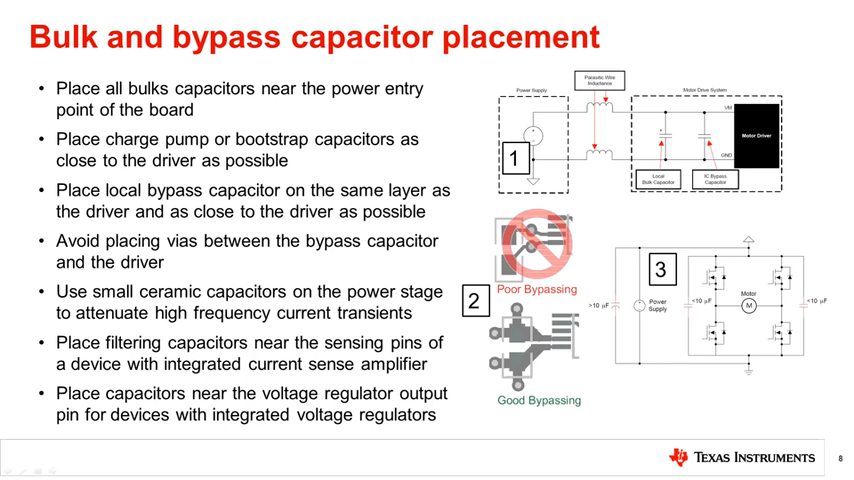 Bulk and bypass capacitor placement
• Place all bulks capacitors near the power entry
point of the board
• Place charge pump or bootstrap capacitors as
close to the driver as possible
• Place local bypass capacitor on the same layer as
the driver and as close to the driver as possible
• Avoid placing vias between the bypass capacitor
and the driver
• Use small ceramic capacitors on the power stage
to attenuate high frequency current transients
• Place filtering capacitors near the sensing pins of
a device with integrated current sense amplifier
• Place capacitors near the voltage regulator output
pin for devices with integrated voltage regulators
Power Supply
Parasitic Wire
Inductance
Motor Drive System
VM
+
Motor Driver
+
-
1
GND
Local
Bulk Capacitor
IC Bypass
Capacitor
2
Poor Bypassing
Good Bypassing
3
>10 µF
Power
Supply
<10 µF
Motor
M
<10 µF
TEXAS INSTRUMENTS
8